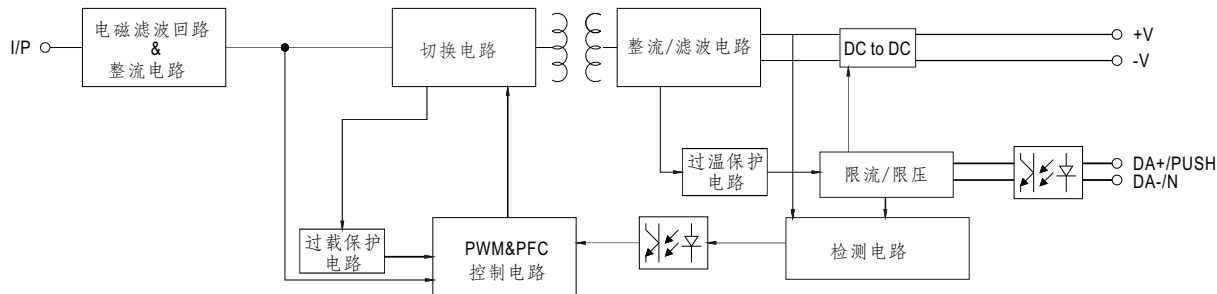 I/P
电磁滤波回路
&
整流电路
切换电路
整流/滤波电路
DC to DC
+V
-V
过温保护
电路
限流/限压
DA+/PUSH
DA-/N
过载保护
电路
PWM&PFC
控制电路
检测电路